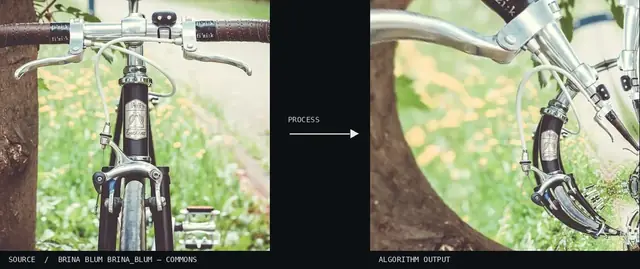 PROCESS
SOURCE / BRINA BLUM BRINA_BLUM — COMMONS
ALGORITHM OUTPUT